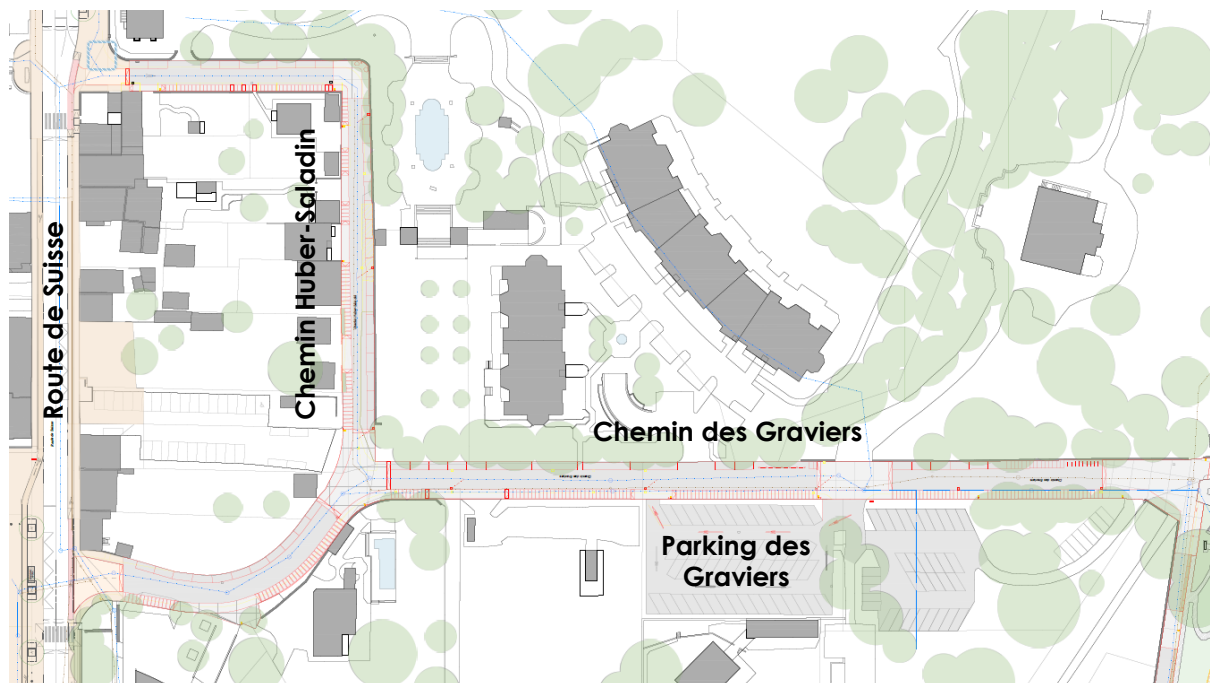 Route de Suisse
Chemin Huber-Saladin
Chemin des Graviers
Parking des
Graviers